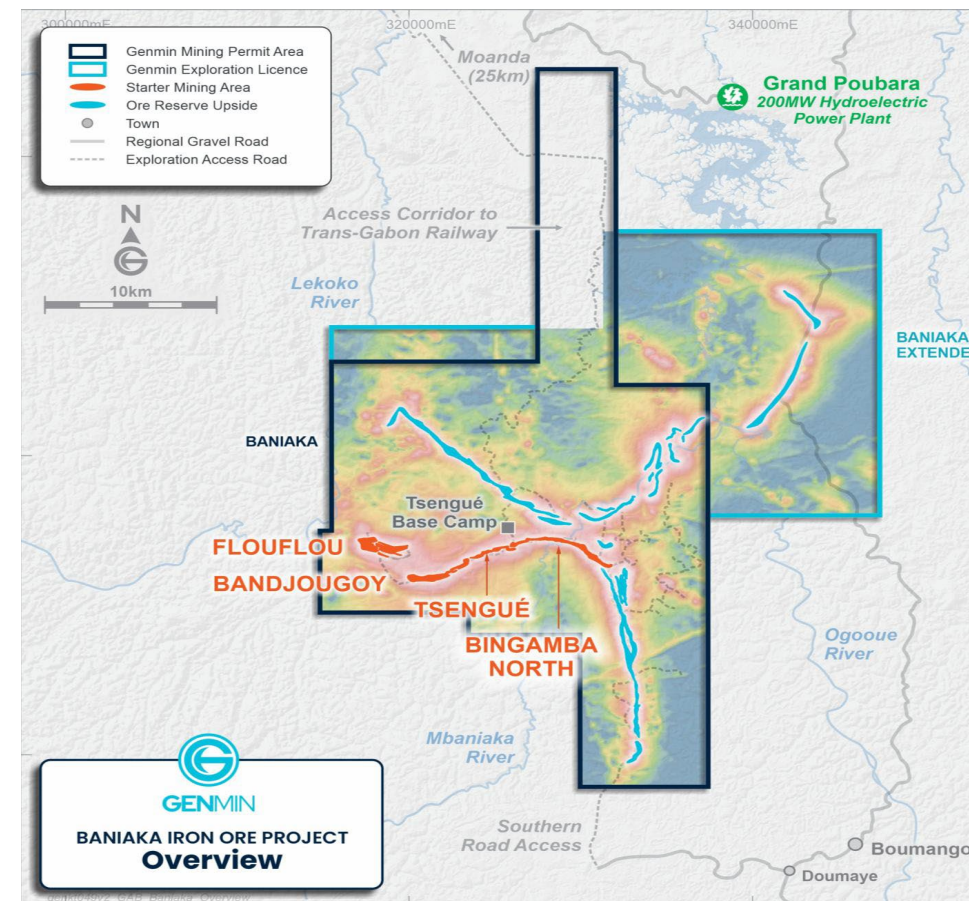 300000mE
320000mE
340000mE
Genmin Mining Permit Area
Genmin Exploration Licence
Starter Mining Area
Ore Reserve Upside
Town
Regional Gravel Road
Exploration Access Road
Moanda
(25km)
Grand Poubara
200MW Hydroelectric
Power Plant
N
10km
Access Corridor to
Trans-Gabon Railway
Lekoko
River
BANIAKA
EXTENDE
BANIAKA
Tsengué
Base Camp
FLOUFLOU
BANDJOUGOY
TSENGUÉ
BINGAMBA
NORTH
Ogooue
River
Mbaniaka
River
GENMIN
BANIAKA IRON ORE PROJECT
Overview
Southern
Road Access
Boumango
Doumaye